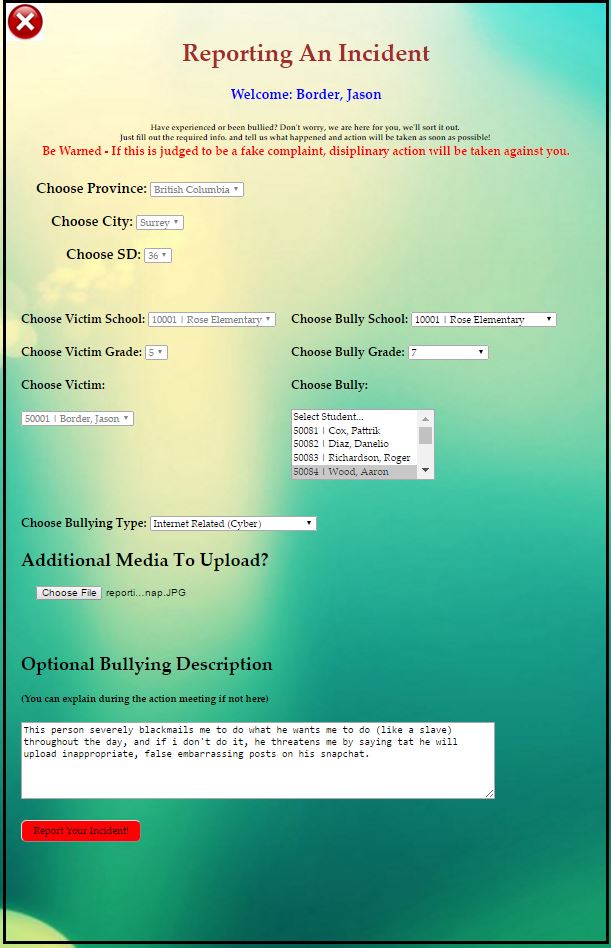 Reporting An Incident
Welcome: Border, Jason
Have experienced or been bullied? Don't worry, we are here for you, we'll sort it out.
Just fill out the required info. and tell us what happened and action will be taken as soon as possible!
Be Warned - If this is judged to be a fake complaint, disiplinary action will be taken against you.
Choose Province: British Columbia
Choose City: Surrey
Choose SD: 36
Choose Victim School: 10001 | Rose Elementary Choose Bully School: 10001 | Rose Elementary
Choose Victim Grade: 5 Choose Bully Grade: 7
Choose Victim: Choose Bully:
50001 | Border, Jason
Select Student...
50081 | Cox, Pattrik
50082 | Diaz, Danelio
50083 | Richardson, Roger
50084 | Wood, Aaron
Choose Bullying Type: Internet Related (Cyber)
Additional Media To Upload?
Choose File reporti...nap.JPG
Optional Bullying Description
(You can explain during the action meeting if not here)
This person severely blackmails me to do what he wants me to do (like a slave)
throughout the day, and if i don't do it, he threatens me by saying tat he will
upload inappropriate, false embarrassing posts on his snapchat.
Report Your Incident!